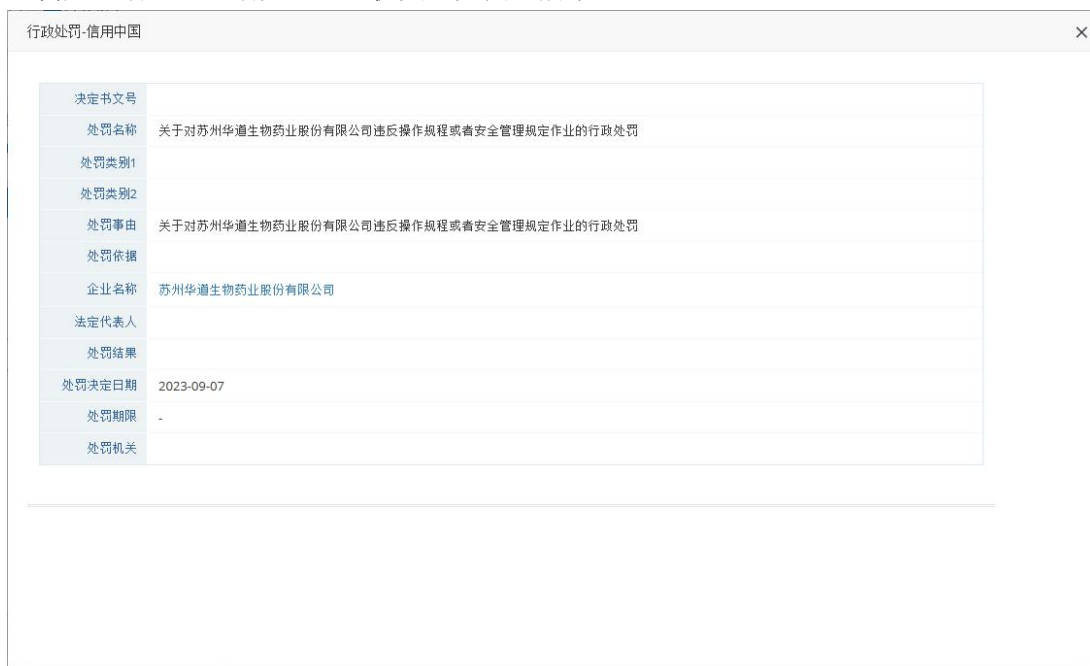 行政处罚-信用中国
决定书文号
处罚名称 关于对苏州华道生物药业股份有限公司违反操作规程或者安全管理规定作业的行政处罚
处罚类别1
处罚类别2
处罚事由 关于对苏州华道生物药业股份有限公司违反操作规程或者安全管理规定作业的行政处罚
处罚依据
企业名称 苏州华道生物药业股份有限公司
法定代表人
处罚结果
处罚决定日期 2023-09-07
处罚期限 -
处罚机关